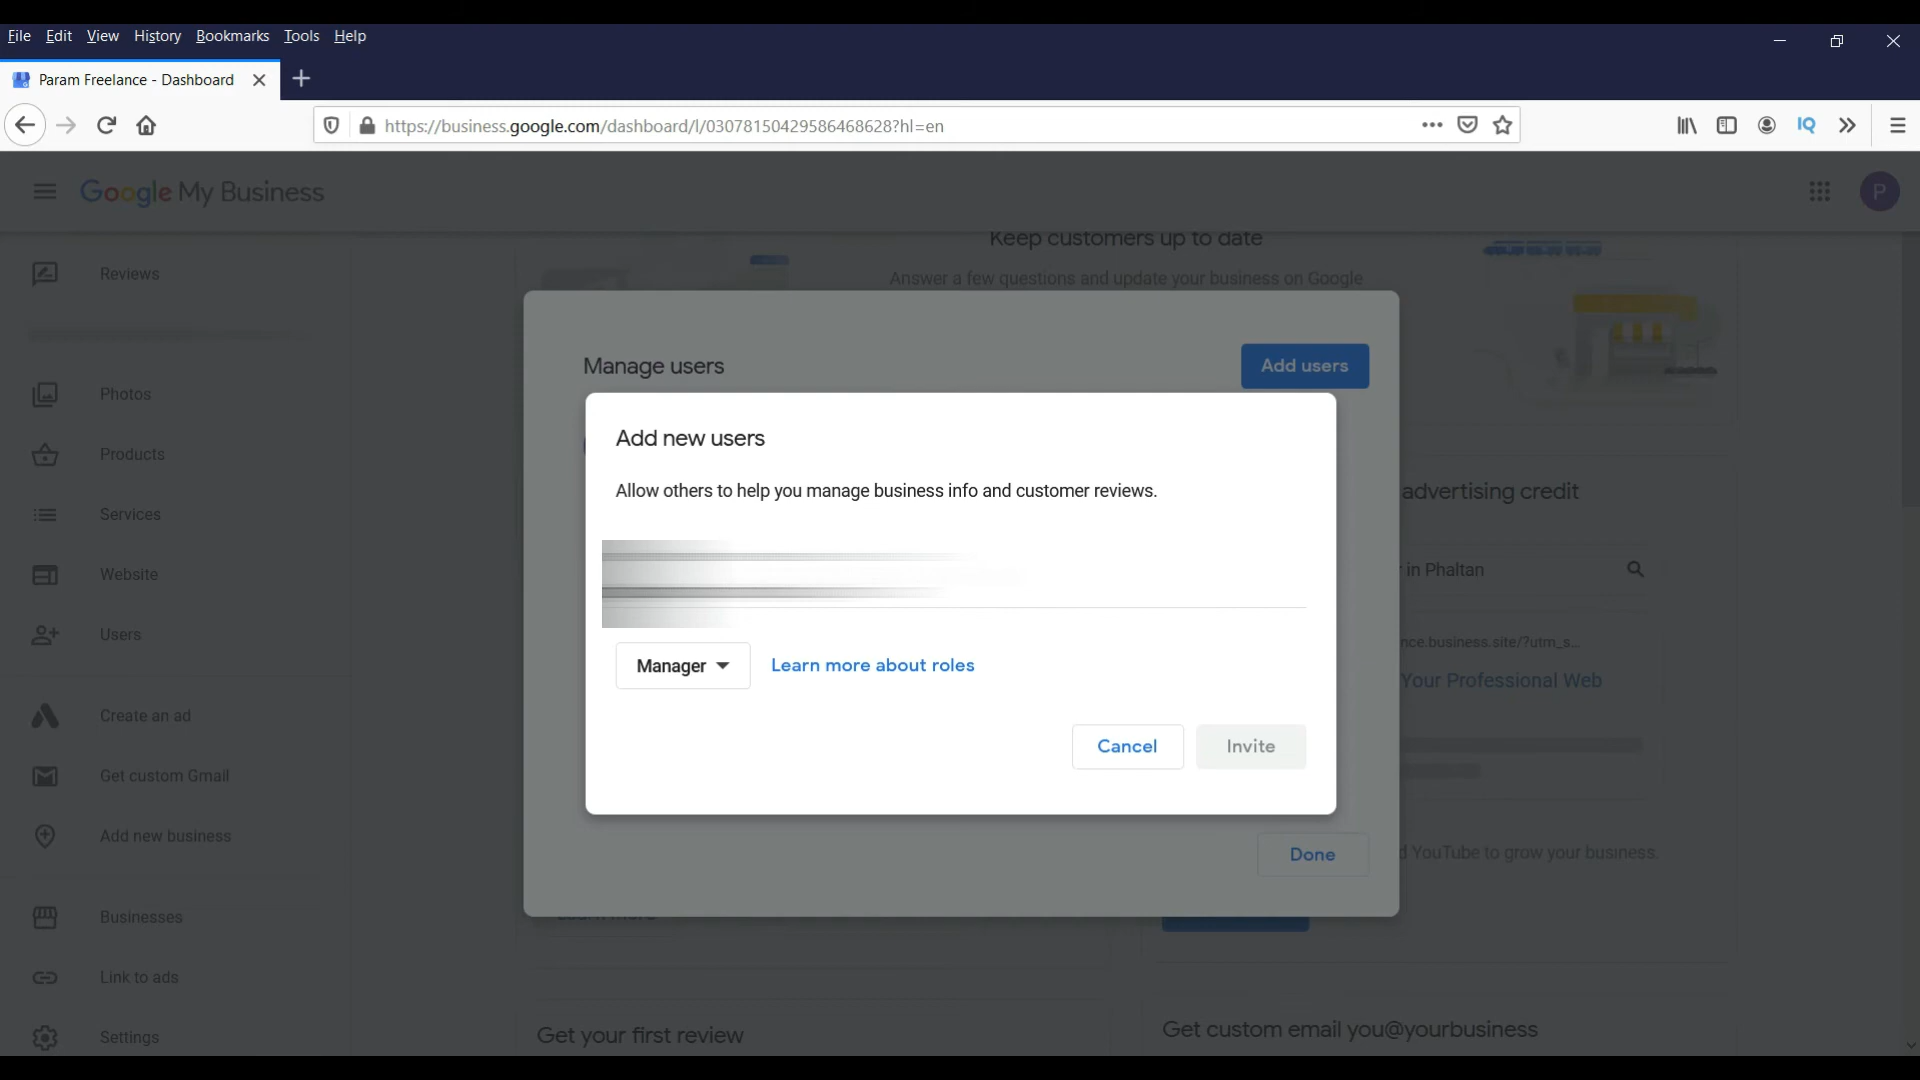 File Edit View History Bookmarks Tools Help
Param Freelance - Dashboard
https://business.google.com/dashboard/l/03078150429586468628?hl=en
IQ
Google My Business
P
Keep customers up to date
Answer a few questions and update your business on Google
Reviews
Photos
Products
Services
Website
Users
Create an ad
Get custom Gmail
Add new business
Businesses
Link to ads
Settings
Manage users
Add users
Add new users
Allow others to help you manage business info and customer reviews.
Manager
Learn more about roles
Cancel
Invite
Done
advertising credit
r in Phaltan
nce.business.site/?utm_s...
Your Professional Web
d YouTube to grow your business.
Get your first review
Get custom email you@yourbusiness